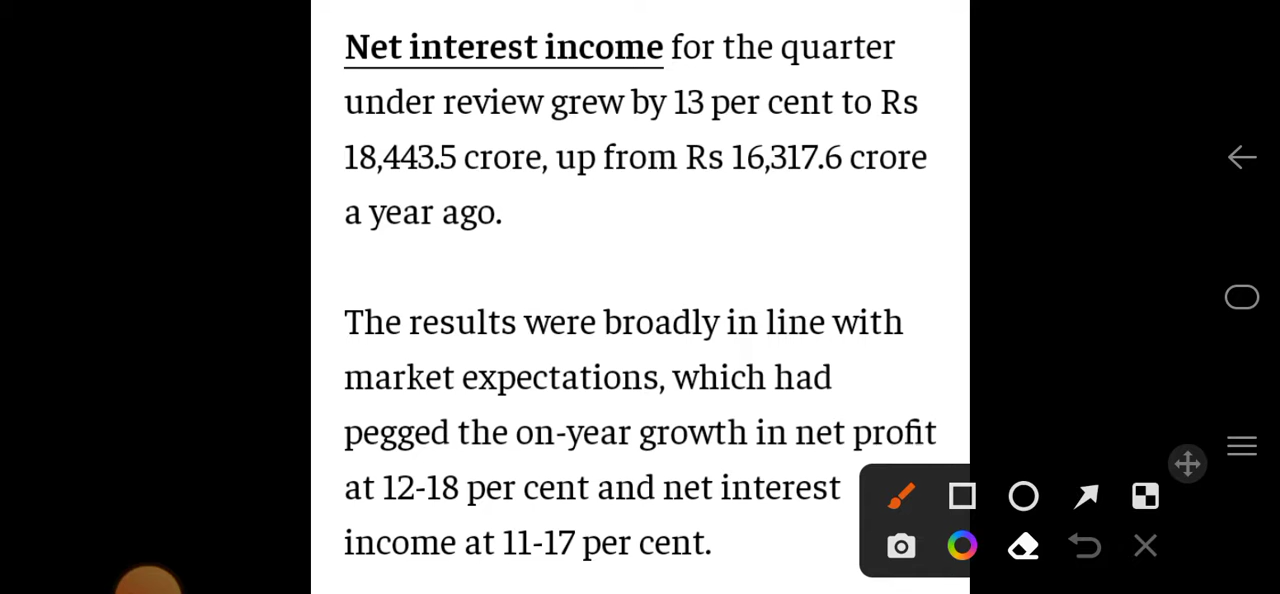 Net interest income for the quarter
under review grew by 13 per cent to Rs
18,443.5 crore, up from Rs 16,317.6 crore
a year ago.
The results were broadly in line with
market expectations, which had
pegged the on-year growth in net profit
at 12-18 per cent and net interest
income at 11-17 per cent.